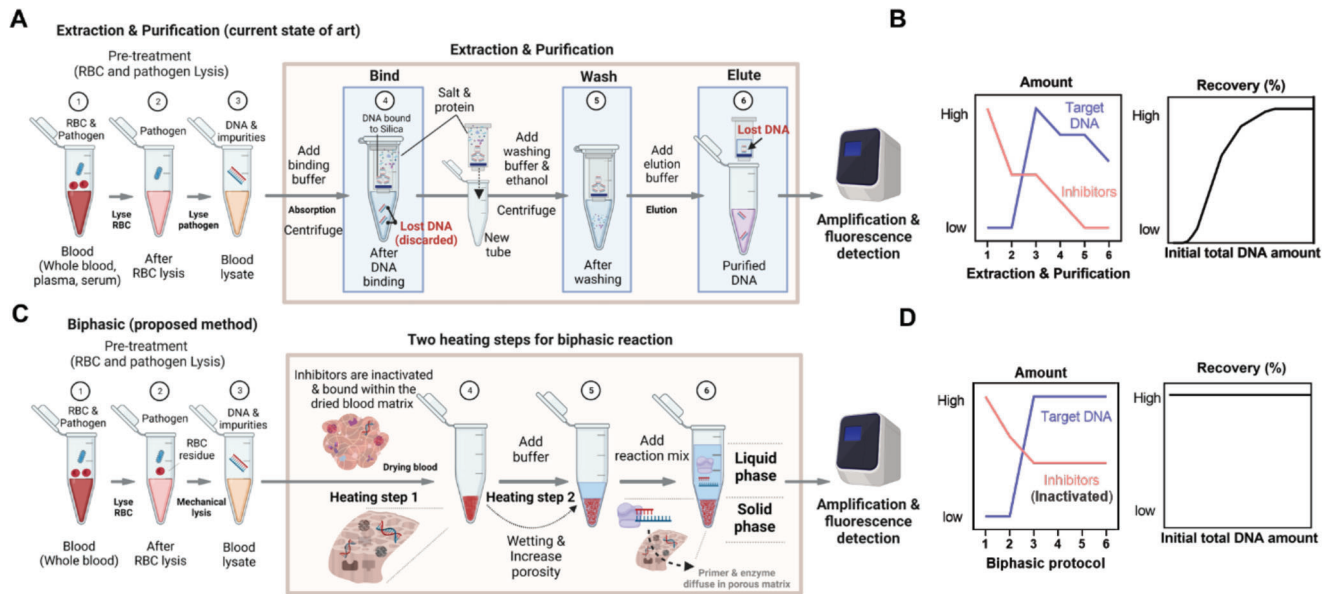 A
Extraction & Purification (current state of art)
Pre-treatment
(RBC and pathogen Lysis)
1
RBC &
Pathogen
2
Pathogen
3
DNA &
impurities
Lyse
RBC
Lyse
pathogen
Blood
(Whole blood,
plasma, serum)
After
RBC lysis
Blood
lysate
Extraction & Purification
Bind
4
DNA bound
to Silica
Salt &
protein
Add
binding
buffer
Absorption
Centrifuge
Lost DNA
(discarded)
After
DNA
binding
New
tube
Add
washing
buffer &
ethanol
Centrifuge
Wash
5
After
washing
Add
elution
buffer
Elution
Elute
6
Lost DNA
Purified
DNA
Amplification &
fluorescence
detection
B
Amount
High
low
Target
DNA
Inhibitors
1 2 3 4 5 6
Extraction & Purification
Recovery (%)
High
low
Initial total DNA amount
C
Biphasic (proposed method)
Pre-treatment
(RBC and pathogen Lysis)
1
RBC &
Pathogen
2
Pathogen
RBC
residue
3
DNA &
impurities
Lyse
RBC
Mechanical
lysis
Blood
(Whole blood)
After
RBC lysis
Blood
lysate
Two heating steps for biphasic reaction
Inhibitors are inactivated
& bound within the
dried blood matrix
Drying blood
Heating step 1
4
Add
buffer
Heating step 2
Wetting &
Increase
porosity
5
Add
reaction mix
6
Liquid
phase
Solid
phase
Primer & enzyme
diffuse in porous matrix
Amplification &
fluorescence
detection
D
Amount
High
low
Target DNA
Inhibitors
(Inactivated)
1 2 3 4 5 6
Biphasic protocol
Recovery (%)
High
low
Initial total DNA amount